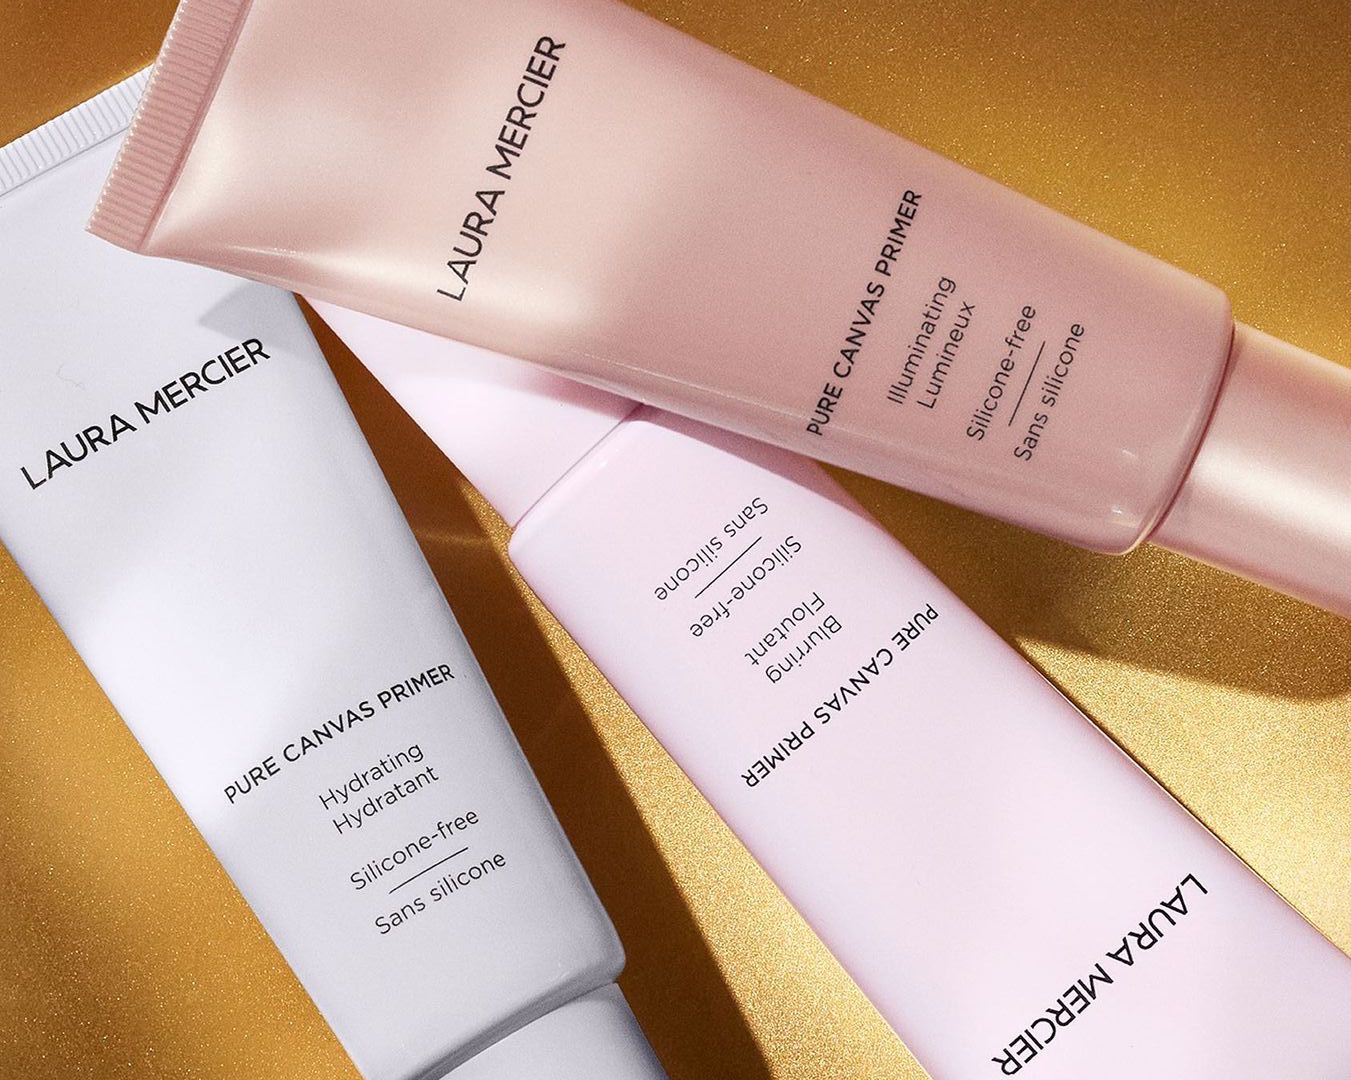 LAURA MERCIER
PURE CANVAS PRIMER
Illuminating
Lumineux
Silicone-free
Sans silicone
LAURA MERCIER
PURE CANVAS PRIMER
Hydrating
Hydratant
Silicone-free
Sans silicone
LAURA MERCIER
PURE CANVAS PRIMER
Blurring
Floutant
Silicone-free
Sans silicone